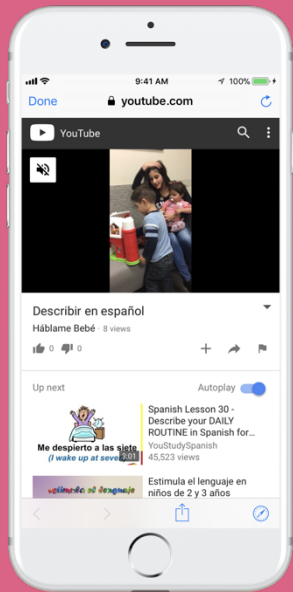 9:41 AM
100%
Done
youtube.com
YouTube
Describir en español
Háblame Bebé · 8 views
0
0
Up next
Autoplay
Me despierto a las siete
(I wake up at seve
3:01
Spanish Lesson 30 -
Describe your DAILY
ROUTINE in Spanish for...
YouStudySpanish
45,523 views
Estimula el lenguaje en
niños de 2 y 3 años